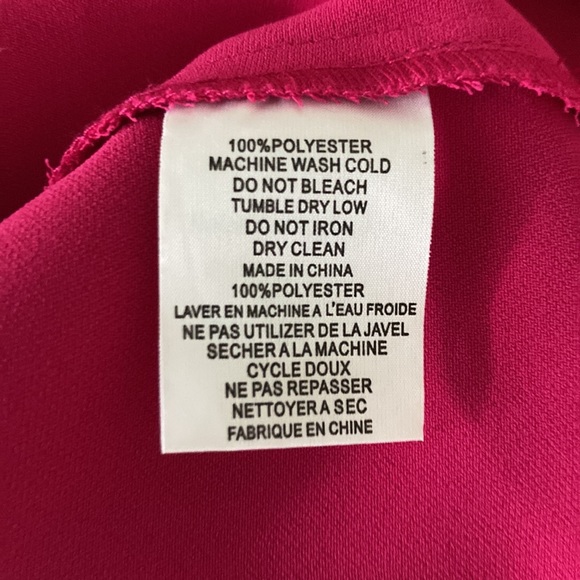 100%POLYESTER
MACHINE WASH COLD
DO NOT BLEACH
TUMBLE DRY LOW
DO NOT IRON
DRY CLEAN
MADE IN CHINA
100%POLYESTER
LAVER EN MACHINE A L'EAU FROIDE
NE PAS UTILIZER DE LA JAVEL
SECHER A LA MACHINE
CYCLE DOUX
NE PAS REPASSER
NETTOYER A SEC
FABRIQUE EN CHINE